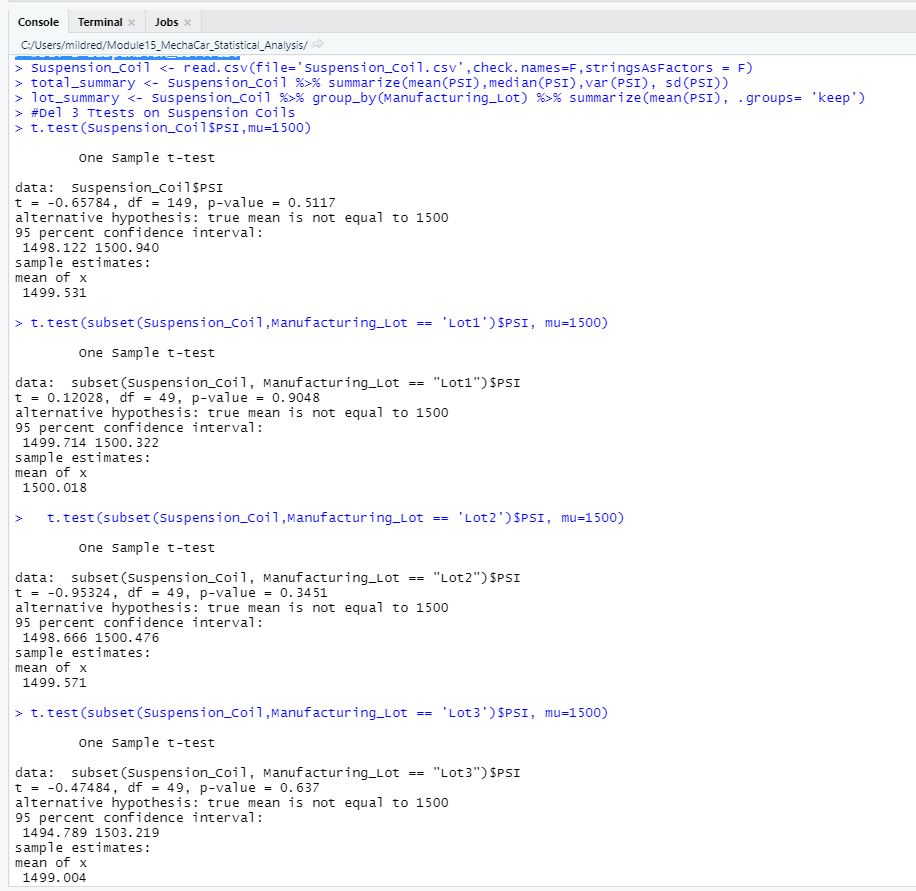 Console Terminal × Jobs ×
C:/Users/mildred/Module15_MechaCar_Statistical_Analysis/
> Suspension_Coil <- read.csv(file='Suspension_Coil.csv',check.names=F,stringsAsFactors = F)
> total_summary <- Suspension_Coil %>% summarize(mean(PSI),median(PSI),var(PSI), sd(PSI))
> lot_summary <- Suspension_Coil %>% group_by(Manufacturing_Lot) %>% summarize(mean(PSI), .groups= 'keep')
> #Del 3 Ttests on Suspension Coils
> t.test(Suspension_Coil$PSI,mu=1500)
One Sample t-test
data:  Suspension_Coil$PSI
t = -0.65784, df = 149, p-value = 0.5117
alternative hypothesis: true mean is not equal to 1500
95 percent confidence interval:
1498.122 1500.940
sample estimates:
mean of x
1499.531
> t.test(subset(Suspension_Coil,Manufacturing_Lot == 'Lot1')$PSI, mu=1500)
One Sample t-test
data:  subset(Suspension_Coil, Manufacturing_Lot == "Lot1")$PSI
t = 0.12028, df = 49, p-value = 0.9048
alternative hypothesis: true mean is not equal to 1500
95 percent confidence interval:
1499.714 1500.322
sample estimates:
mean of x
1500.018
>   t.test(subset(Suspension_Coil,Manufacturing_Lot == 'Lot2')$PSI, mu=1500)
One Sample t-test
data:  subset(Suspension_Coil, Manufacturing_Lot == "Lot2")$PSI
t = -0.95324, df = 49, p-value = 0.3451
alternative hypothesis: true mean is not equal to 1500
95 percent confidence interval:
1498.666 1500.476
sample estimates:
mean of x
1499.571
> t.test(subset(Suspension_Coil,Manufacturing_Lot == 'Lot3')$PSI, mu=1500)
One Sample t-test
data:  subset(Suspension_Coil, Manufacturing_Lot == "Lot3")$PSI
t = -0.47484, df = 49, p-value = 0.637
alternative hypothesis: true mean is not equal to 1500
95 percent confidence interval:
1494.789 1503.219
sample estimates:
mean of x
1499.004